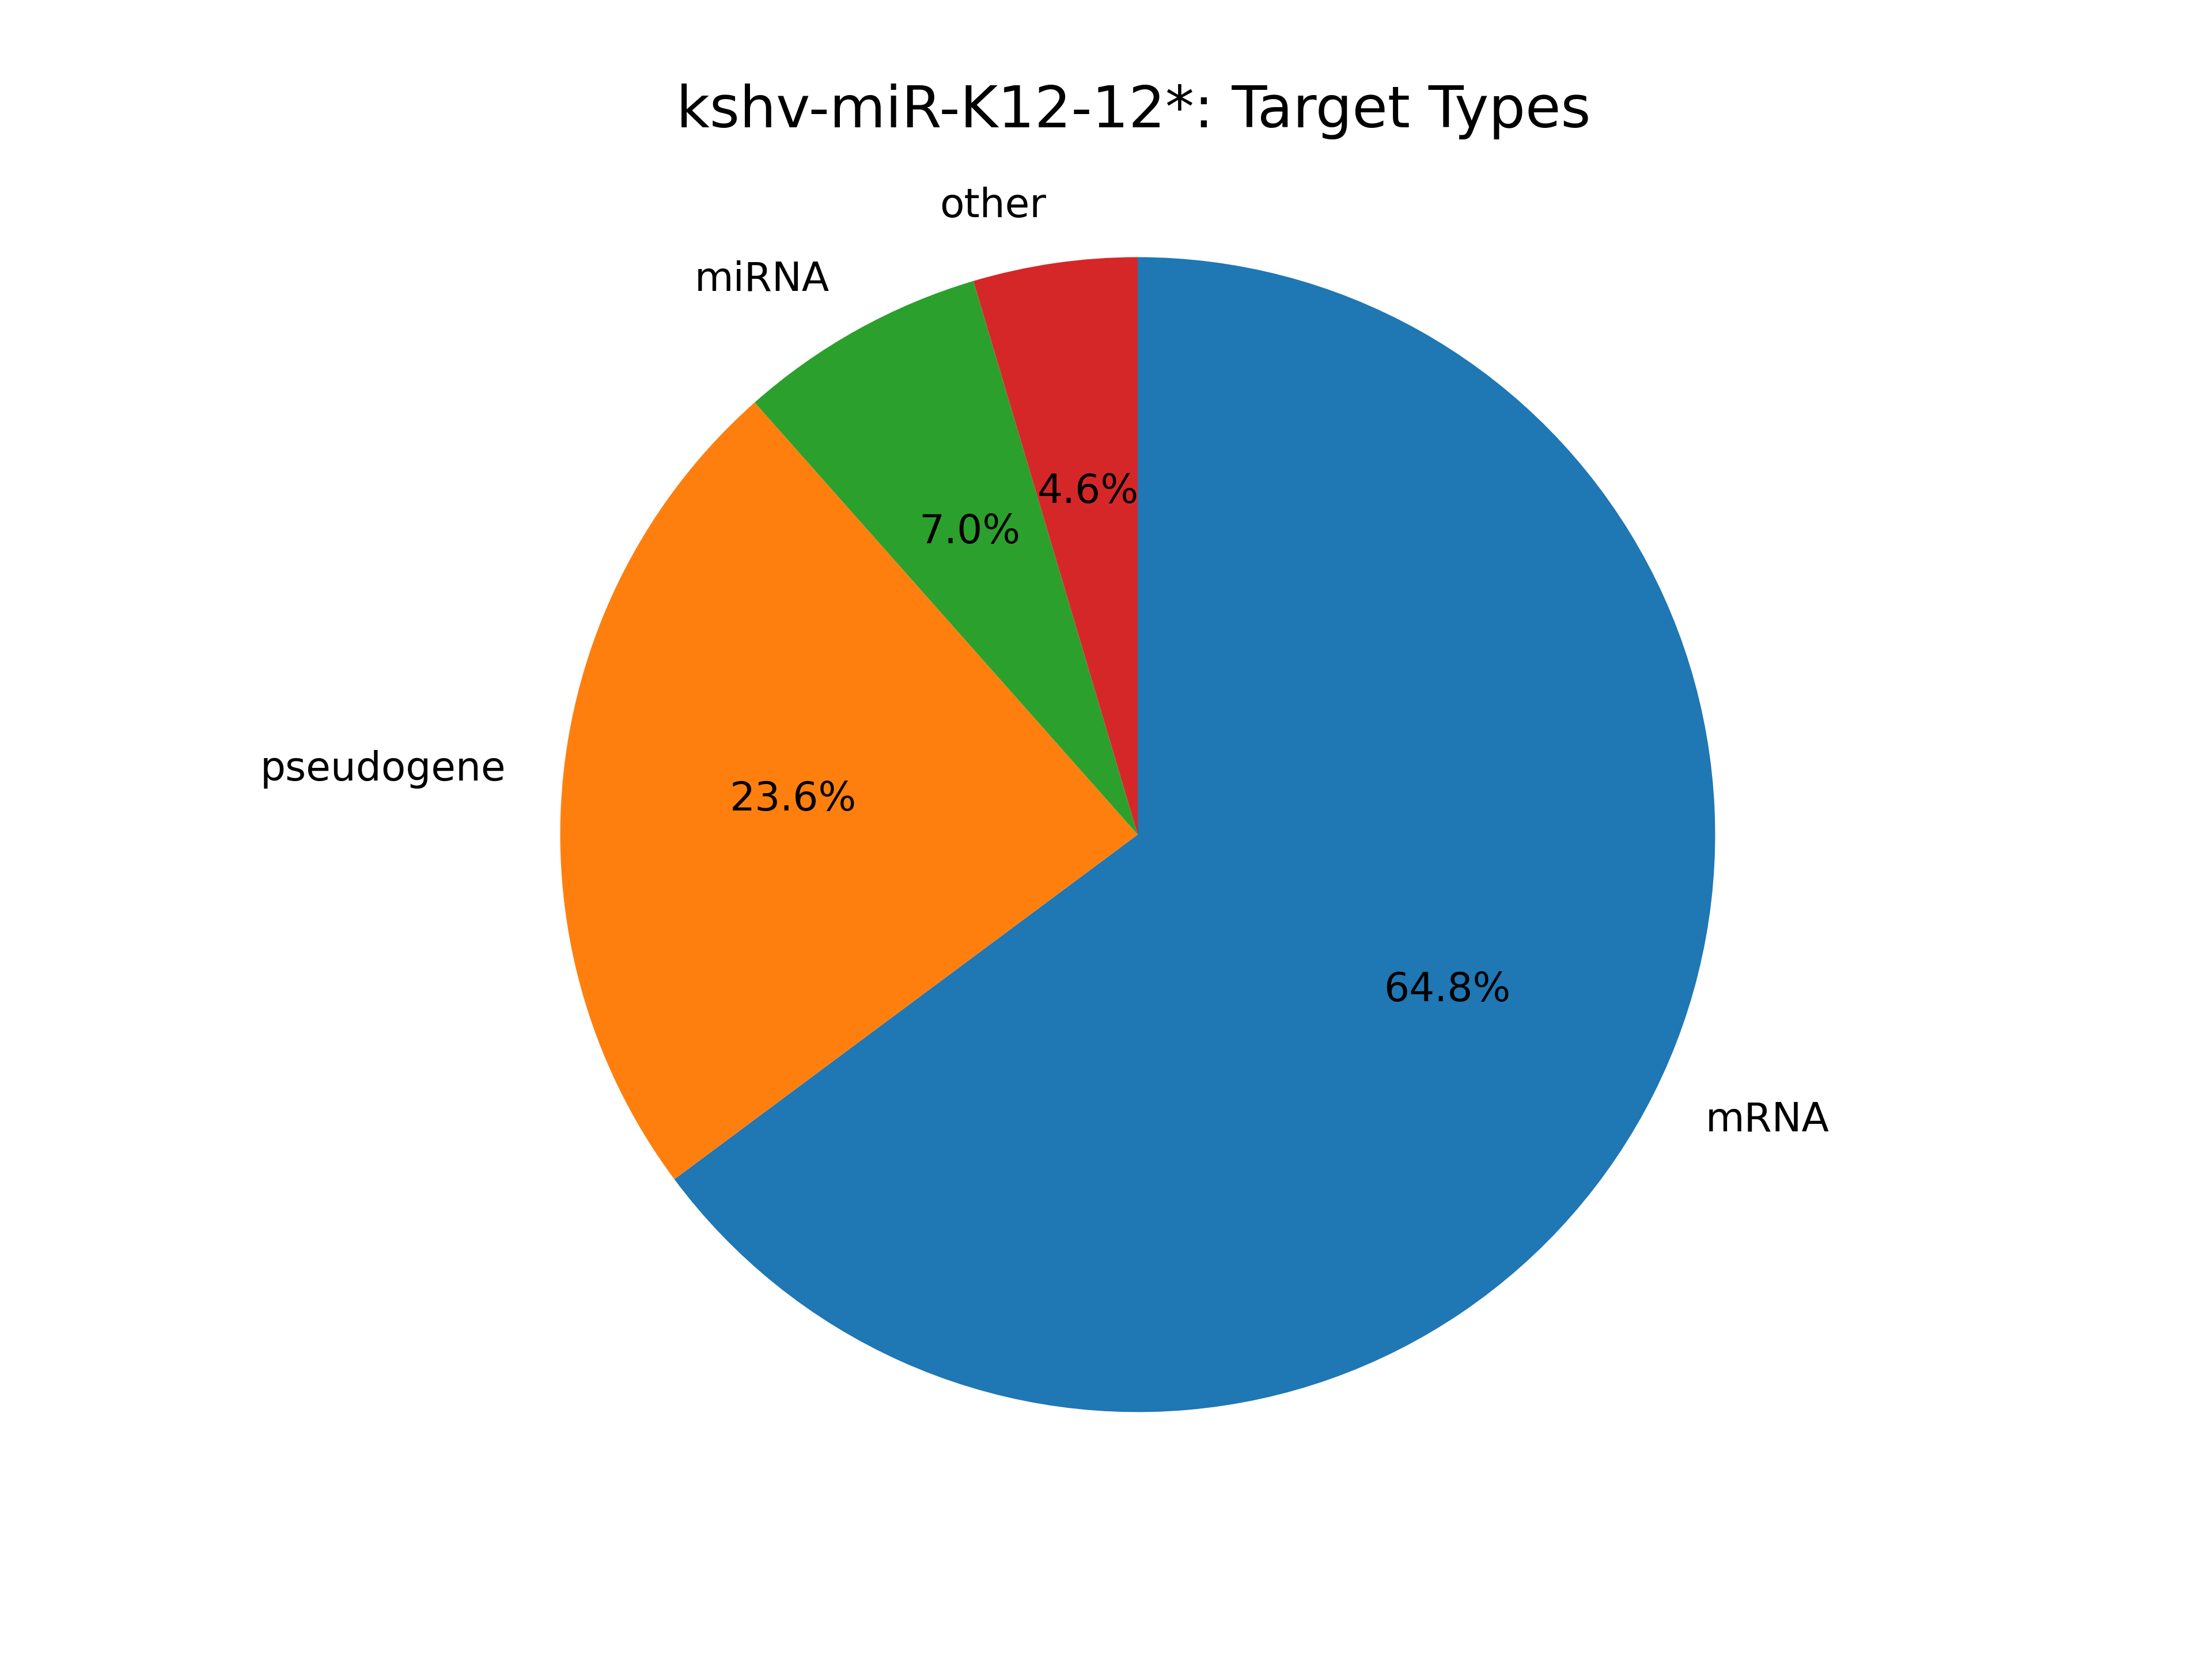 kshv-miR-K12-12*: Target Types
other
miRNA
4.6%
7.0%
pseudogene
23.6%
64.8%
mRNA